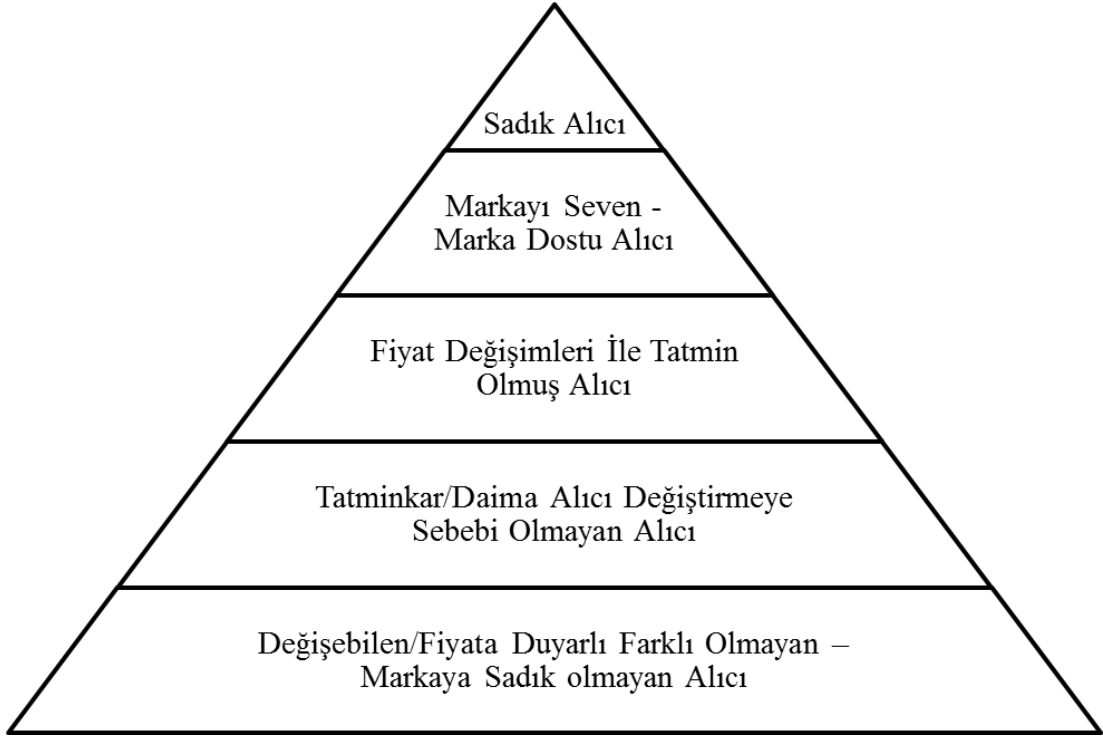 Sadık Alıcı
Markayı Seven -
Marka Dostu Alıcı
Fiyat Değişimleri İle Tatmin
Olmuş Alıcı
Tatminkar/Daima Alıcı Değiştirmeye
Sebebi Olmayan Alıcı
Değişebilen/Fiyata Duyarlı Farklı Olmayan –
Markaya Sadık olmayan Alıcı